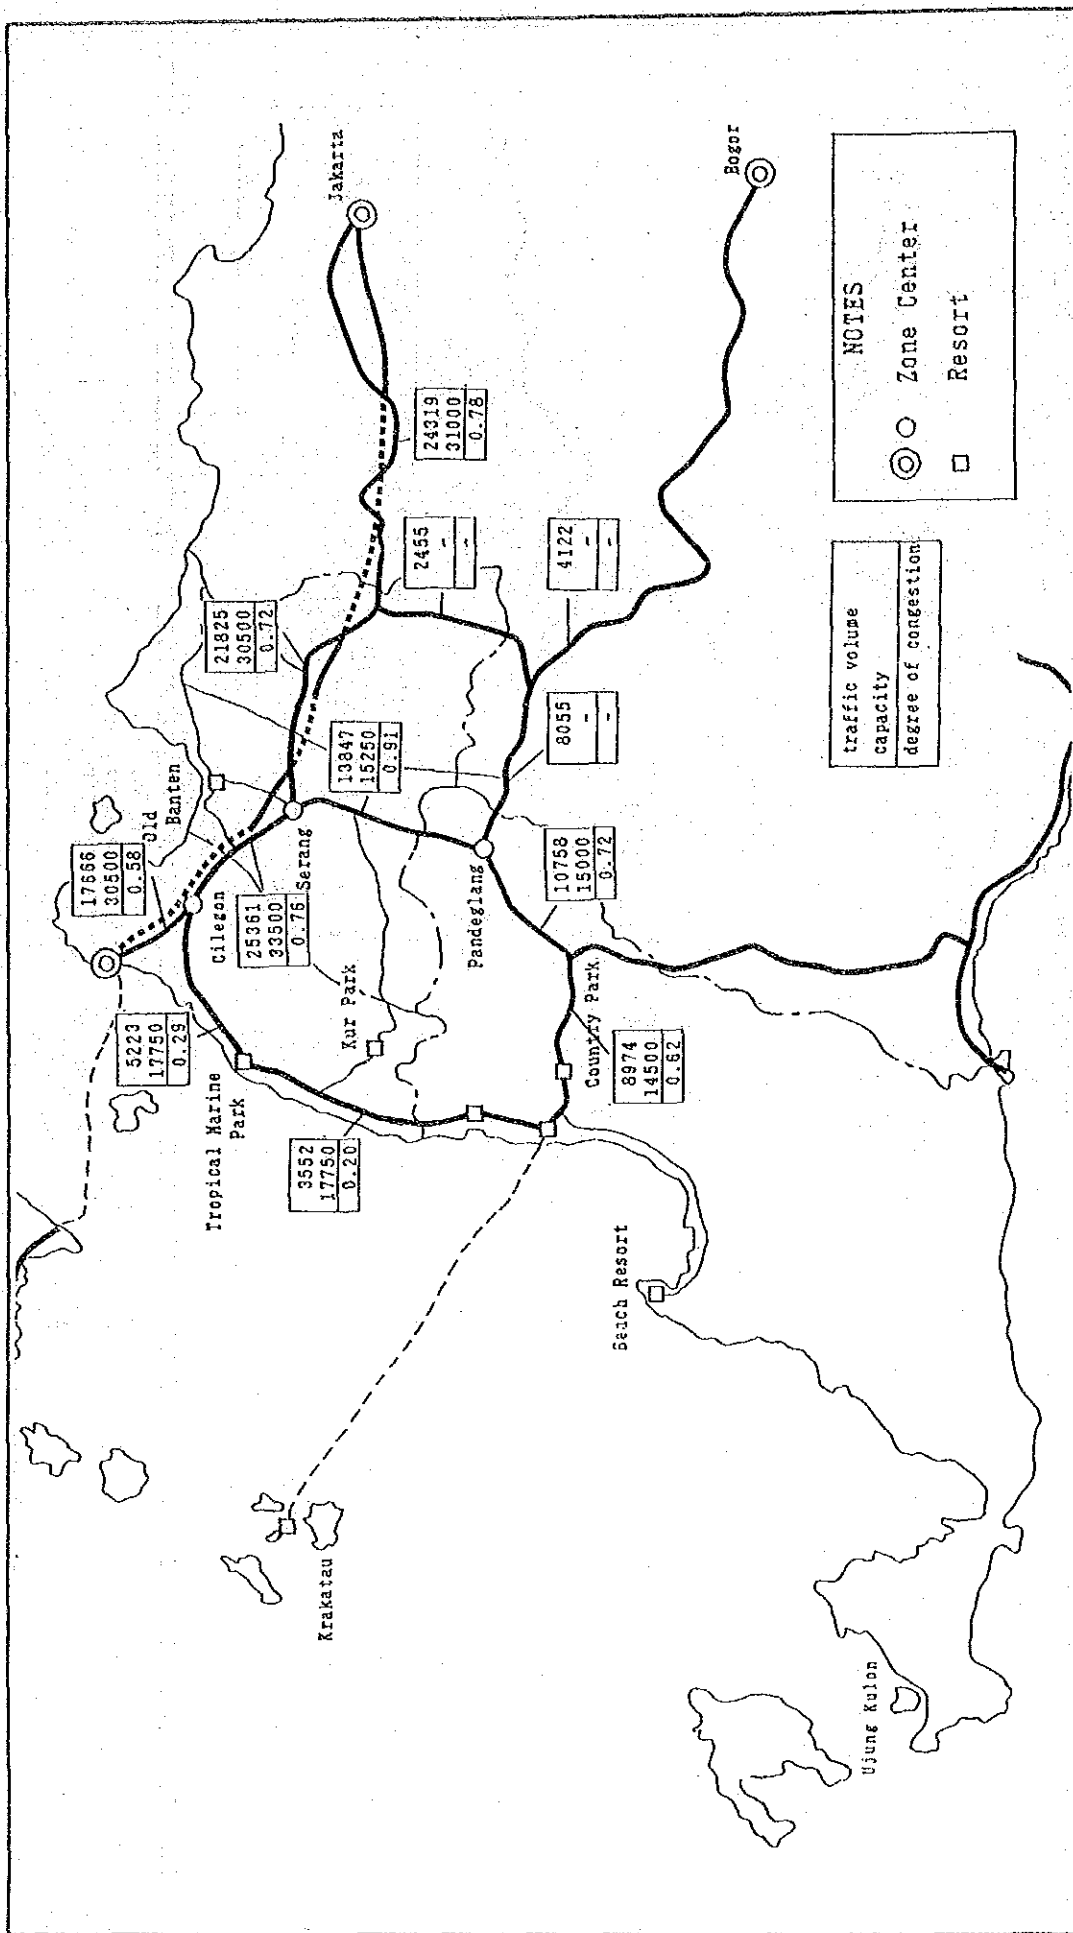 Jakarta
Bogor
24319
31000
0.78
21825
30500
0.72
2455
-
-
4122
-
-
13847
15250
0.91
8055
-
-
17666
30500
0.58
Old
Banten
Cilegon
Serang
25361
33500
0.76
Pandeglang
10758
15000
0.72
5223
17750
0.29
Kur Park
Country Park
8974
14500
0.62
Tropical Marine
Park
3552
17750
0.20
Beach Resort
Krakatau
Ujung Kulon
NOTES
Zone Center
Resort
traffic volume
capacity
degree of congestion